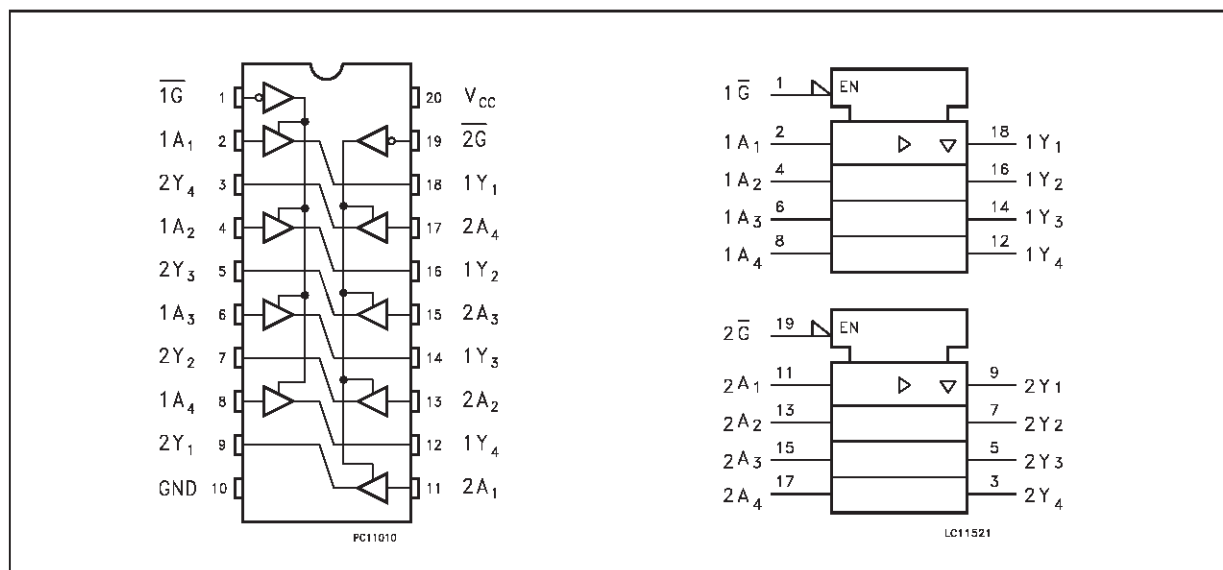 1G̅ 1 20 V_CC
1A₁ 2 19 2G̅
2Y₄ 3 18 1Y₁
1A₂ 4 17 2A₄
2Y₃ 5 16 1Y₂
1A₃ 6 15 2A₃
2Y₂ 7 14 1Y₃
1A₄ 8 13 2A₂
2Y₁ 9 12 1Y₄
GND 10 11 2A₁
PC11010
1G̅ 1 EN
1A₁ 2 18 1Y₁
1A₂ 4 16 1Y₂
1A₃ 6 14 1Y₃
1A₄ 8 12 1Y₄
2G̅ 19 EN
2A₁ 11 9 2Y₁
2A₂ 13 7 2Y₂
2A₃ 15 5 2Y₃
2A₄ 17 3 2Y₄
LC11521